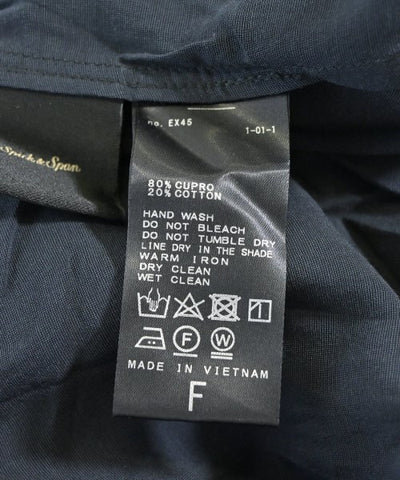 no. EX45 1-01-1
Spick & Span
80% CUPRO
20% COTTON
HAND WASH
DO NOT BLEACH
DO NOT TUMBLE DRY
LINE DRY IN THE SHADE
WARM IRON
DRY CLEAN
WET CLEAN
F W
MADE IN VIETNAM
F